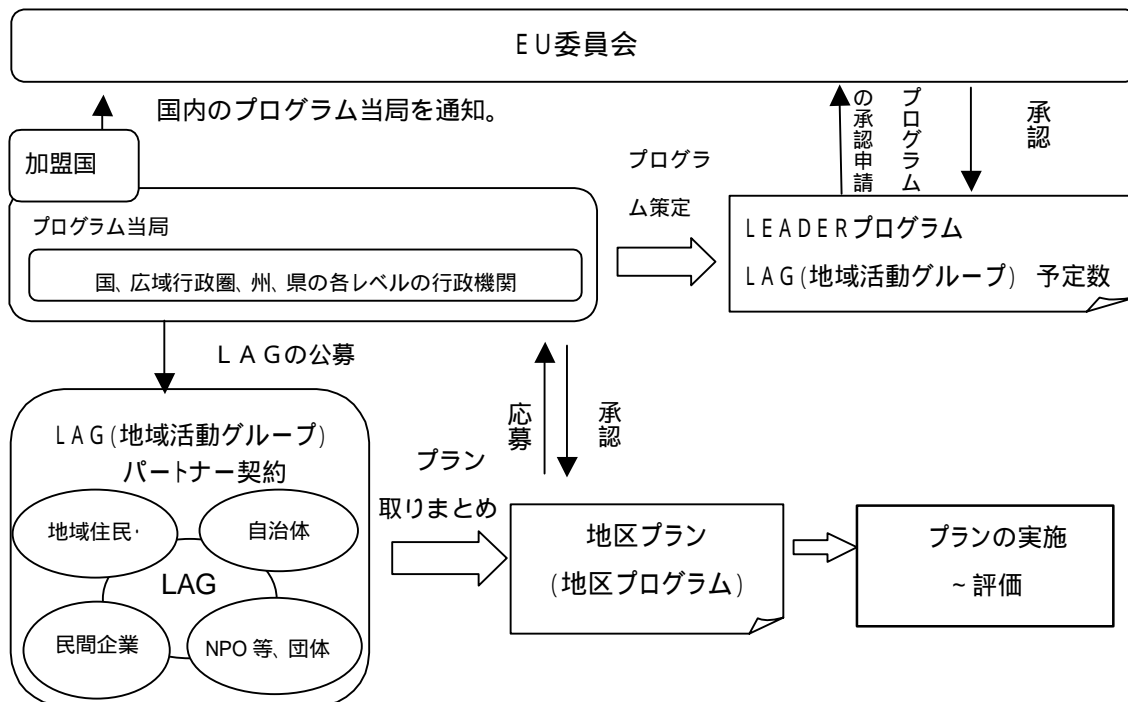 EU委員会
国内のプログラム当局を通知。
加盟国
プログラム当局
国、広域行政圏、州、県の各レベルの行政機関
プログラ
ム策定
プログラム
の承認申請
承認
LEADERプログラム
LAG(地域活動グループ) 予定数
LAGの公募
応募
承認
LAG(地域活動グループ)
パートナー契約
地域住民・
自治体
LAG
民間企業
NPO等、団体
プラン
取りまとめ
地区プラン
(地区プログラム)
プランの実施
~評価